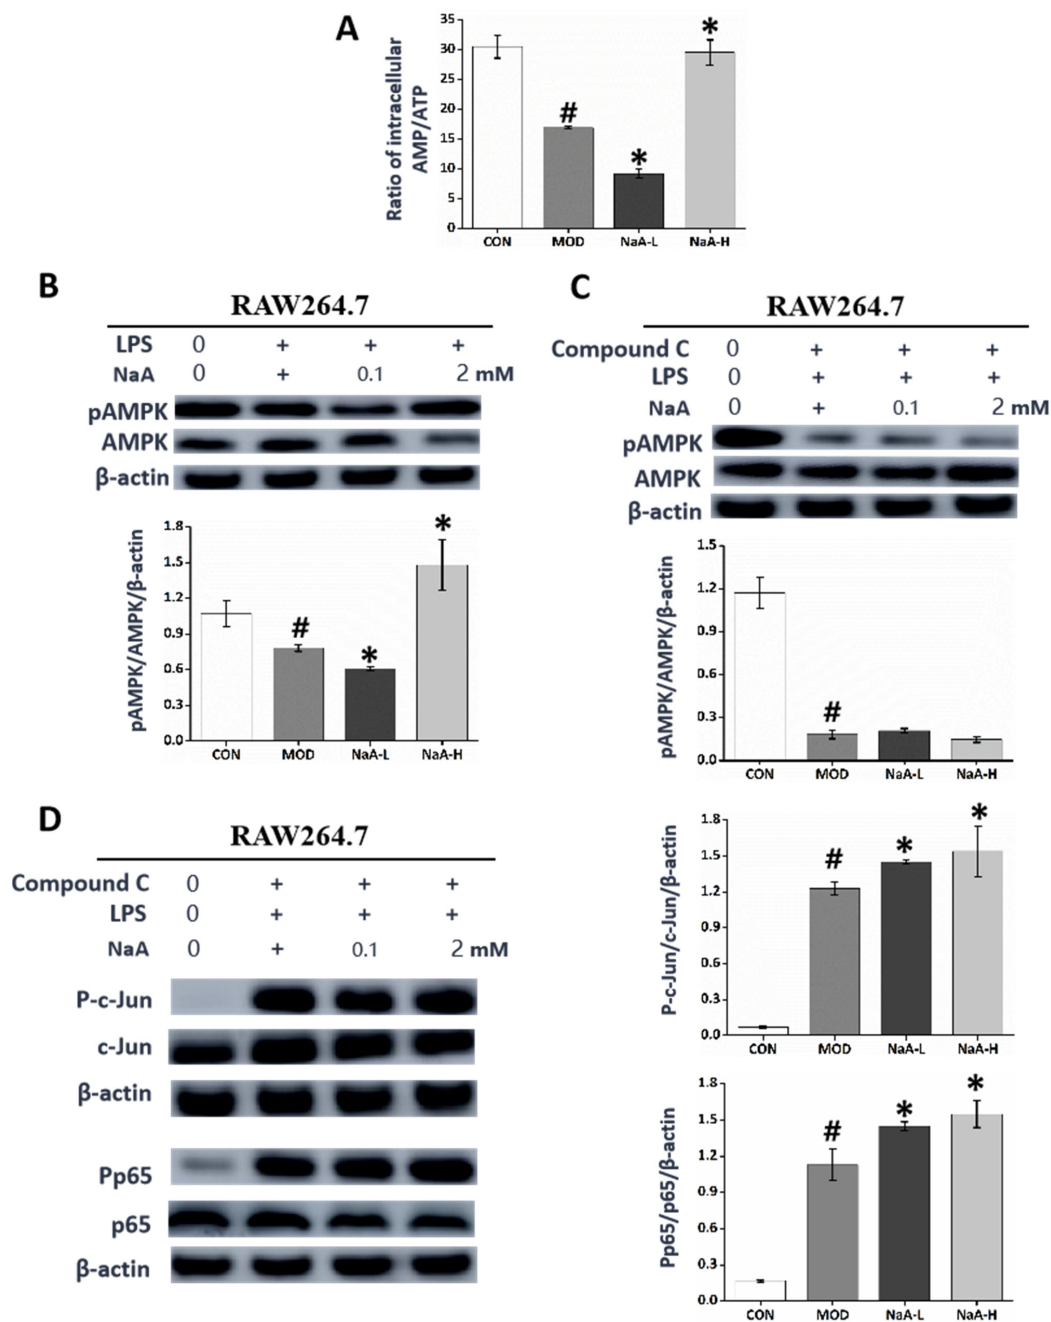 A
Ratio of intracellular
AMP/ATP
35
30
25
20
15
10
5
0
#
*
*
CON MOD NaA-L NaA-H
B
RAW264.7
LPS 0 + + +
NaA 0 + 0.1 2 mM
pAMPK
AMPK
β-actin
pAMPK/AMPK/β-actin
1.8
1.5
1.2
0.9
0.6
0.3
0.0
#
*
*
CON MOD NaA-L NaA-H
C
RAW264.7
Compound C 0 + + +
LPS 0 + + +
NaA 0 + 0.1 2 mM
pAMPK
AMPK
β-actin
pAMPK/AMPK/β-actin
1.5
1.2
0.9
0.6
0.3
0.0
#
CON MOD NaA-L NaA-H
D
RAW264.7
Compound C 0 + + +
LPS 0 + + +
NaA 0 + 0.1 2 mM
P-c-Jun
c-Jun
β-actin
Pp65
p65
β-actin
P-c-Jun/c-Jun/β-actin
1.8
1.5
1.2
0.9
0.6
0.3
0.0
#
*
*
CON MOD NaA-L NaA-H
Pp65/p65/β-actin
1.8
1.5
1.2
0.9
0.6
0.3
0.0
#
*
*
CON MOD NaA-L NaA-H